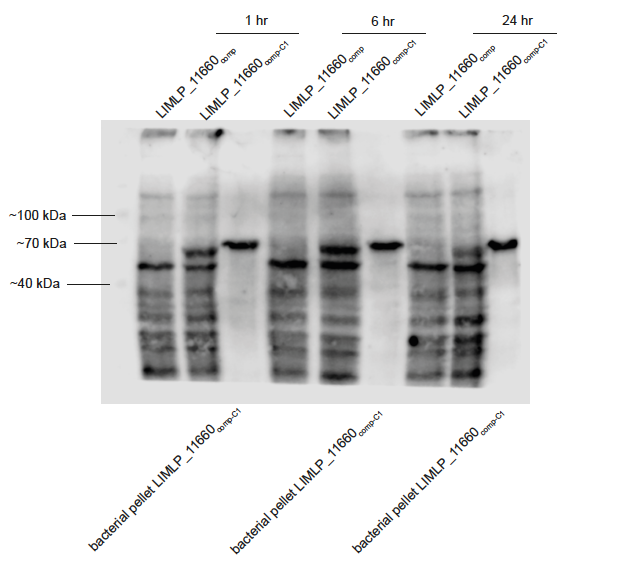 1 hr
6 hr
24 hr
LIMLP_11660comp
LIMLP_11660comp-C1
LIMLP_11660comp
LIMLP_11660comp-C1
LIMLP_11660comp
LIMLP_11660comp-C1
~100 kDa
~70 kDa
~40 kDa
bacterial pellet LIMLP_11660comp-C1
bacterial pellet LIMLP_11660comp-C1
bacterial pellet LIMLP_11660comp-C1